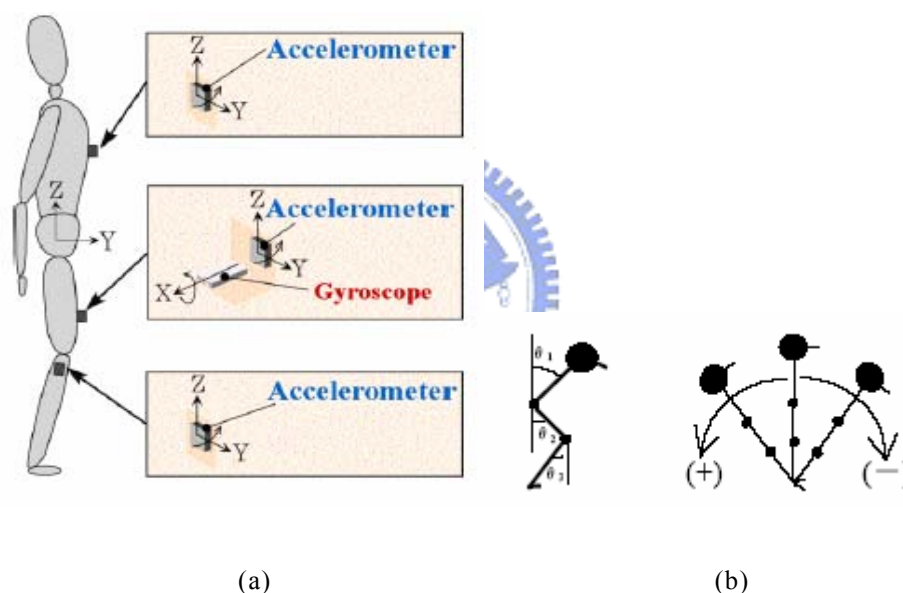 Z
Accelerometer
Y
Z
Y
Z
Accelerometer
Y
X
Gyroscope
Z
Accelerometer
Y
θ1
θ2
θ3
(+)
(−)
(a)
(b)